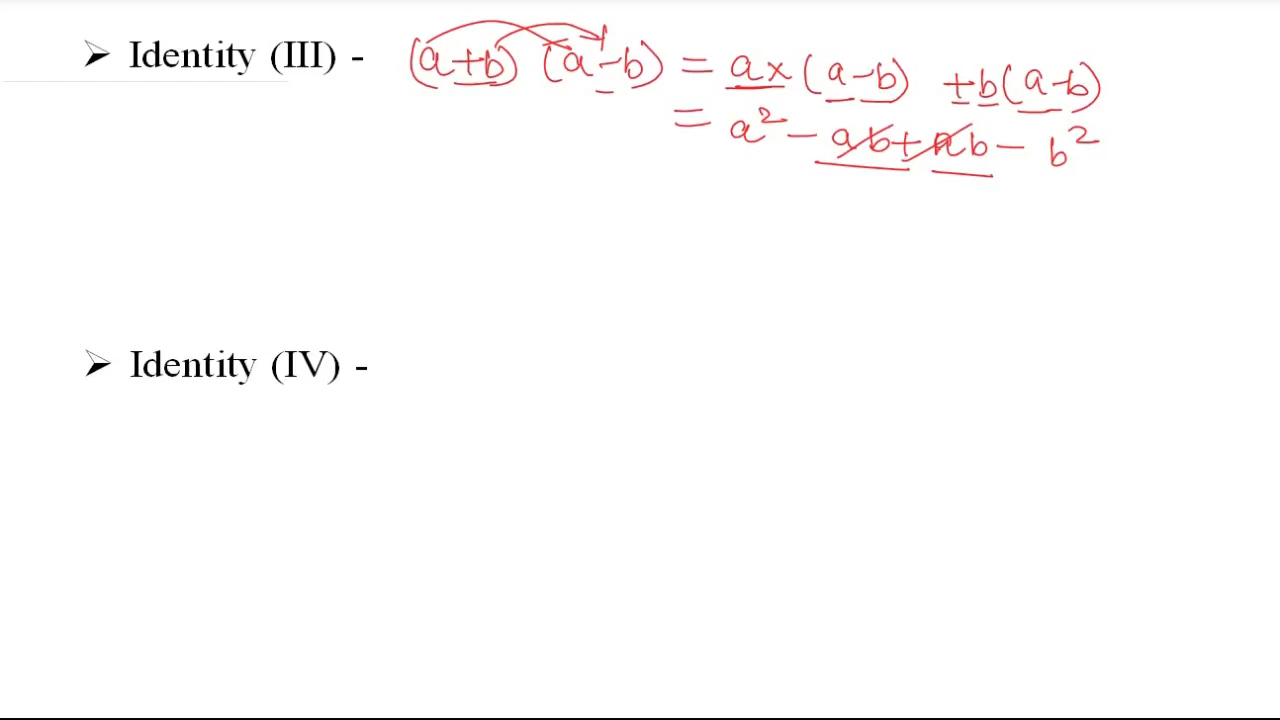 ➢ Identity (III) - (a+b) (a-b) = a×(a-b) +b(a-b)
= a² - ab + ab - b²
➢ Identity (IV) -